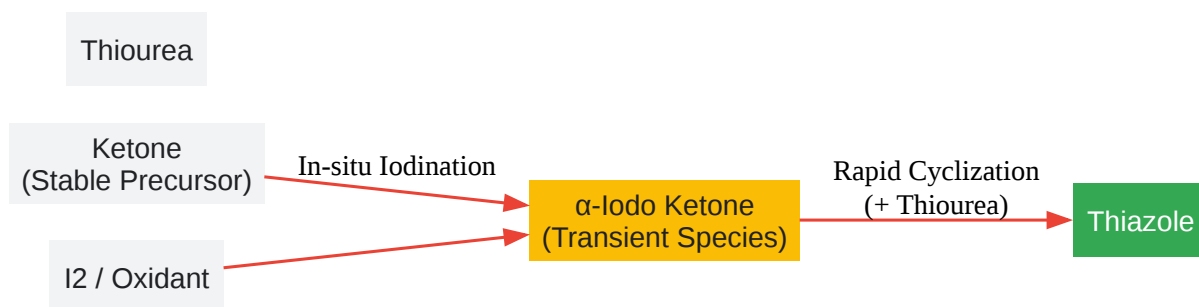 Thiourea
Ketone
(Stable Precursor)
In-situ Iodination
I2 / Oxidant
α-Iodo Ketone
(Transient Species)
Rapid Cyclization
(+ Thiourea)
Thiazole